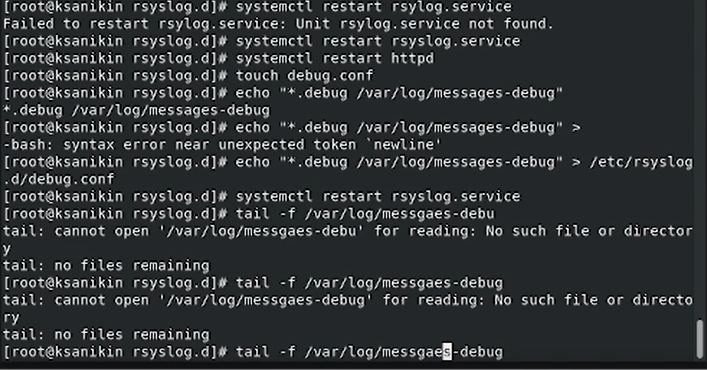 [root@ksanikin rsyslog.d]# systemctl restart rsylog.service
Failed to restart rsylog.service: Unit rsylog.service not found.
[root@ksanikin rsyslog.d]# systemctl restart rsyslog.service
[root@ksanikin rsyslog.d]# systemctl restart httpd
[root@ksanikin rsyslog.d]# touch debug.conf
[root@ksanikin rsyslog.d]# echo "*.debug /var/log/messages-debug"
*.debug /var/log/messages-debug
[root@ksanikin rsyslog.d]# echo "*.debug /var/log/messages-debug" >
-bash: syntax error near unexpected token `newline'
[root@ksanikin rsyslog.d]# echo "*.debug /var/log/messages-debug" > /etc/rsyslog
.d/debug.conf
[root@ksanikin rsyslog.d]# systemctl restart rsyslog.service
[root@ksanikin rsyslog.d]# tail -f /var/log/messgaes-debu
tail: cannot open '/var/log/messgaes-debu' for reading: No such file or director
y
tail: no files remaining
[root@ksanikin rsyslog.d]# tail -f /var/log/messgaes-debug
tail: cannot open '/var/log/messgaes-debug' for reading: No such file or directo
ry
tail: no files remaining
[root@ksanikin rsyslog.d]# tail -f /var/log/messgaes-debug